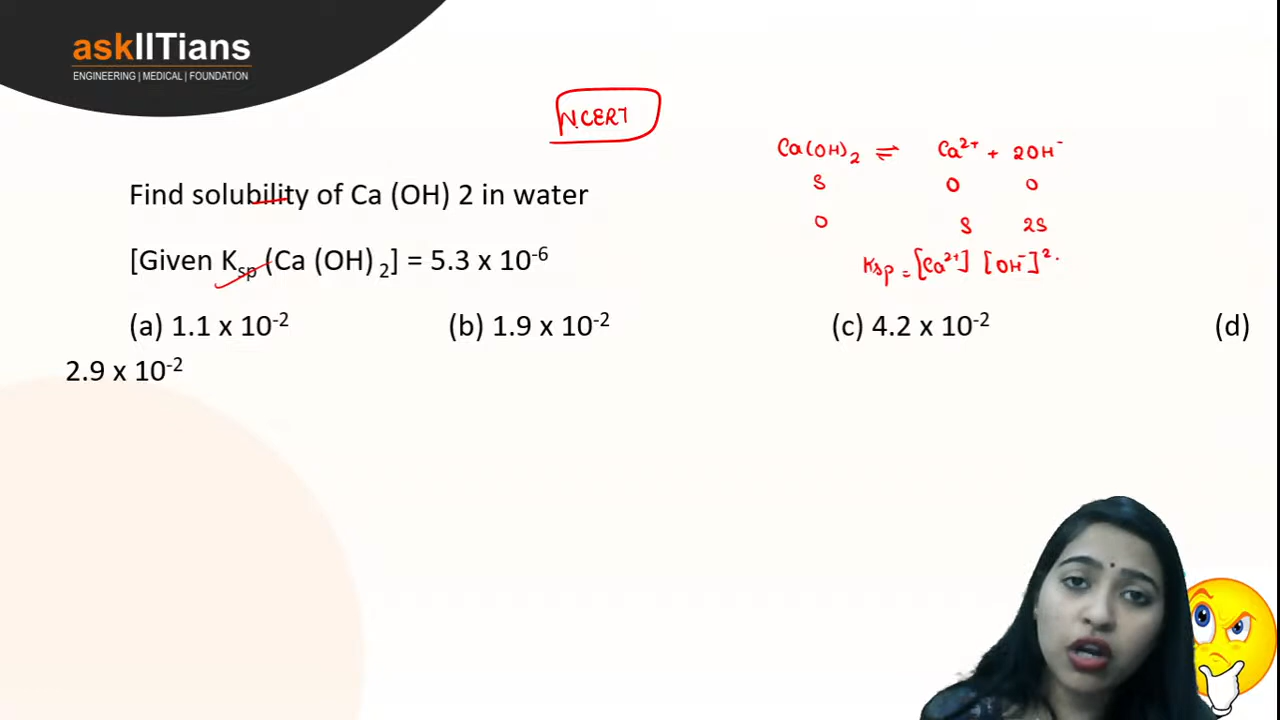 askIITians
ENGINEERING | MEDICAL | FOUNDATION
NCERT
Ca(OH)₂ ⇌ Ca²⁺ + 2OH⁻
S 0 0
0 S 2S
Find solubility of Ca (OH) 2 in water
Ksp = [Ca²⁺] [OH⁻]².
[Given Kₛₚ (Ca (OH) ₂] = 5.3 x 10⁻⁶
(a) 1.1 x 10⁻² (b) 1.9 x 10⁻² (c) 4.2 x 10⁻² (d)
2.9 x 10⁻²